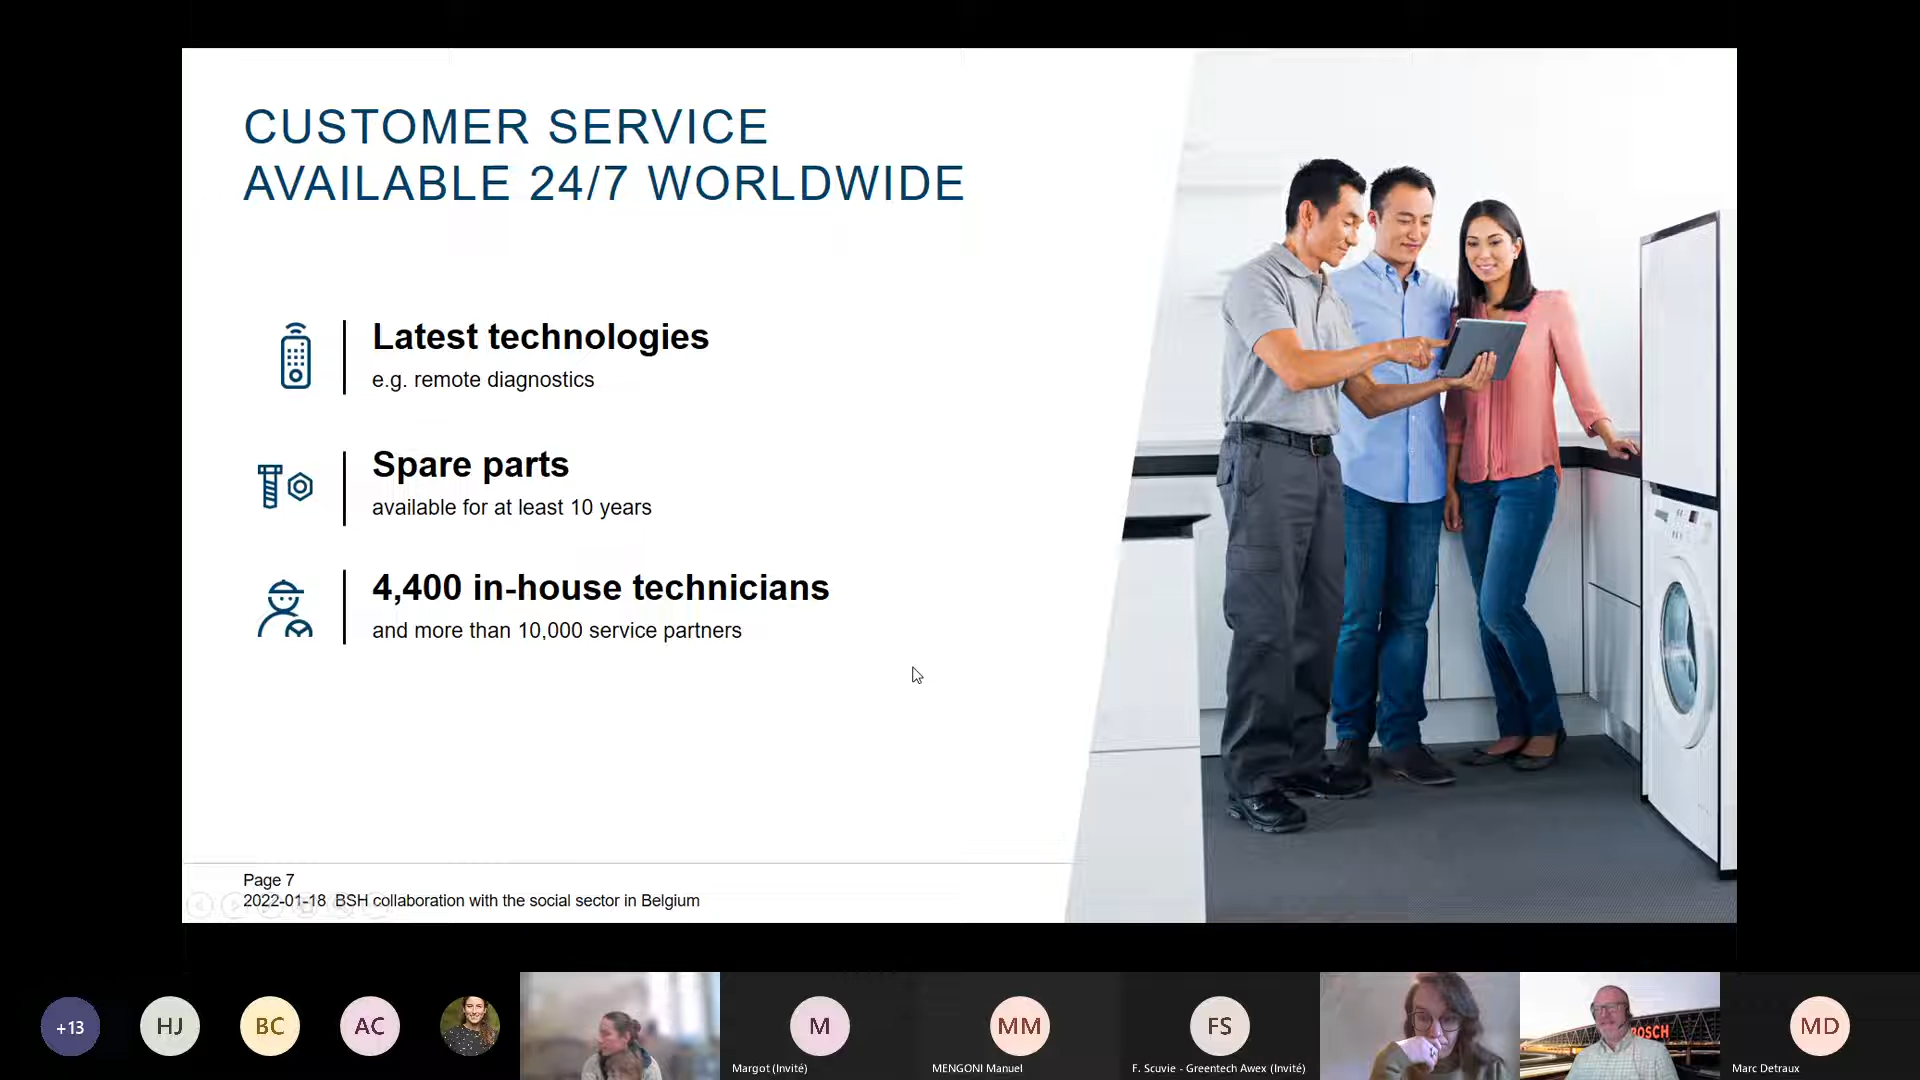 CUSTOMER SERVICE
AVAILABLE 24/7 WORLDWIDE
Latest technologies
e.g. remote diagnostics
Spare parts
available for at least 10 years
4,400 in-house technicians
and more than 10,000 service partners
Page 7
2022-01-18 BSH collaboration with the social sector in Belgium
+13
HJ
BC
AC
M
Margot (Invité)
MM
MENGONI Manuel
FS
F. Scuvie - Greentech Awex (Invité)
BOSCH
MD
Marc Detraux